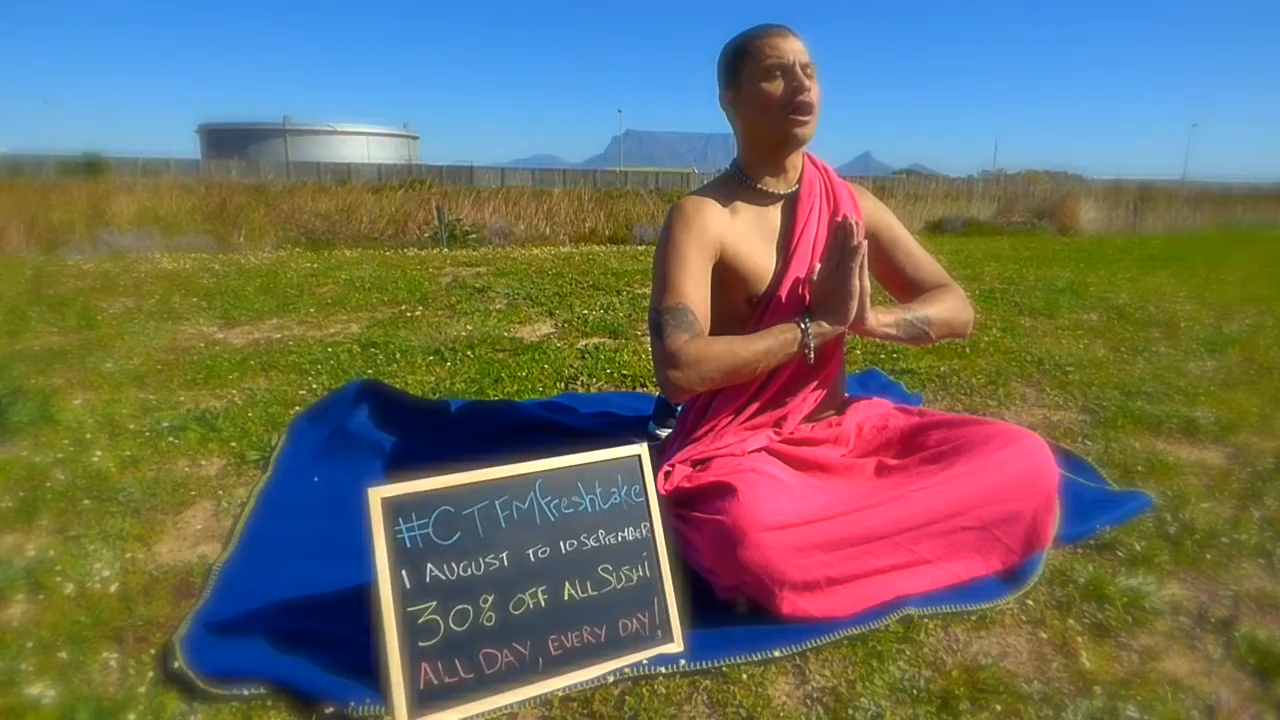 #CTFMfreshtake
1 AUGUST TO 10 SEPTEMBER
30% OFF ALL SUSHI
ALL DAY, EVERY DAY!